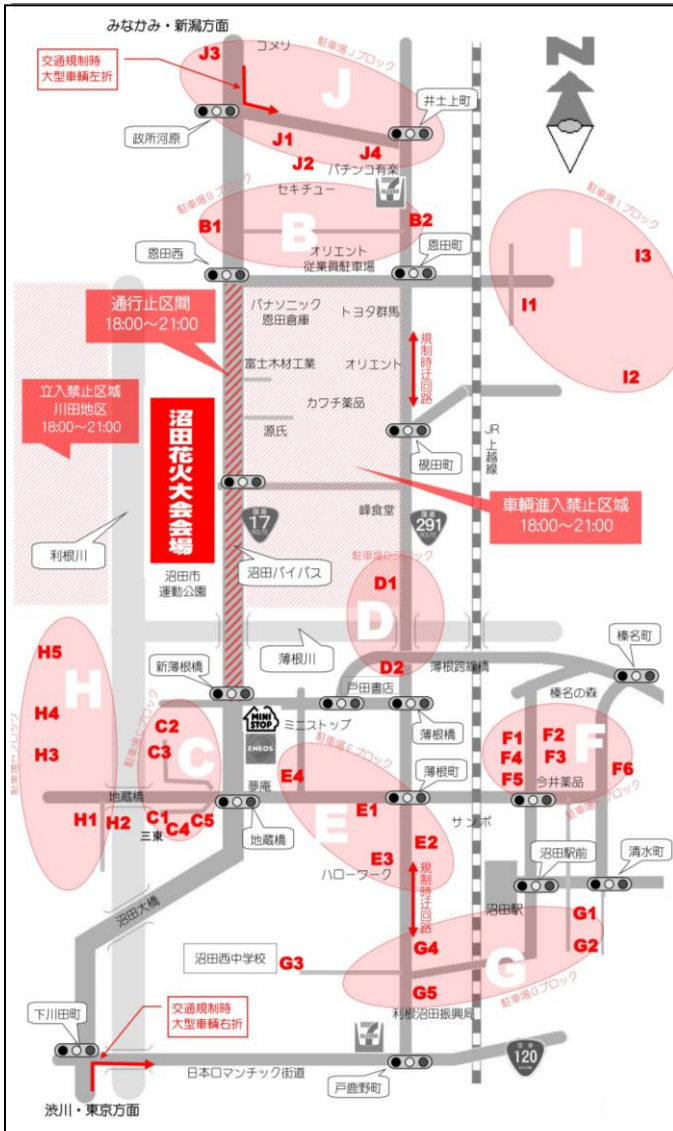 みなかみ・新潟方面
コメリ
駐車場Jブロック
J3
交通規制時
大型車輌左折
J
井土上町
政所河原
J1
J2
J4
パチンコ有楽
N
駐車場Bブロック
セキチュー
7
ELEVEN
B1
B
B2
駐車場Iブロック
I
I3
I1
I2
恩田西
オリエント
従業員駐車場
恩田町
通行止区間
18:00～21:00
パナソニック
恩田倉庫
トヨタ群馬
富士木材工業
オリエント
規制時迂回路
立入禁止区域
川田地区
18:00～21:00
カワチ薬品
源氏
沼田花火大会会場
硯田町
JR上越線
車輌進入禁止区域
18:00～21:00
国道
17
ROUTE
峰食堂
国道
291
ROUTE
利根川
沼田市
運動公園
沼田バイパス
駐車場Dブロック
D1
D
D2
薄根川
薄根跨線橋
榛名町
榛名の森
新薄根橋
戸田書店
薄根橋
MINI
STOP
ミニストップ
ENEOS
H5
H
H4
H3
H1
H2
駐車場Cブロック
C2
C3
C
C1
C4
C5
三東
地蔵橋
夢庵
地蔵橋
駐車場Eブロック
E4
E1
E
E2
E3
薄根町
サンポ
F1
F2
F
F4
F3
F5
F6
今井薬品
駐車場Fブロック
ハローワーク
規制時迂回路
沼田駅前
清水町
沼田駅
沼田大橋
G1
G2
沼田西中学校
G3
G4
G
G5
駐車場Gブロック
利根沼田振興局
下川田町
交通規制時
大型車輌右折
7
ELEVEN
日本ロマンチック街道
戸鹿野町
国道
120
ROUTE
渋川・東京方面